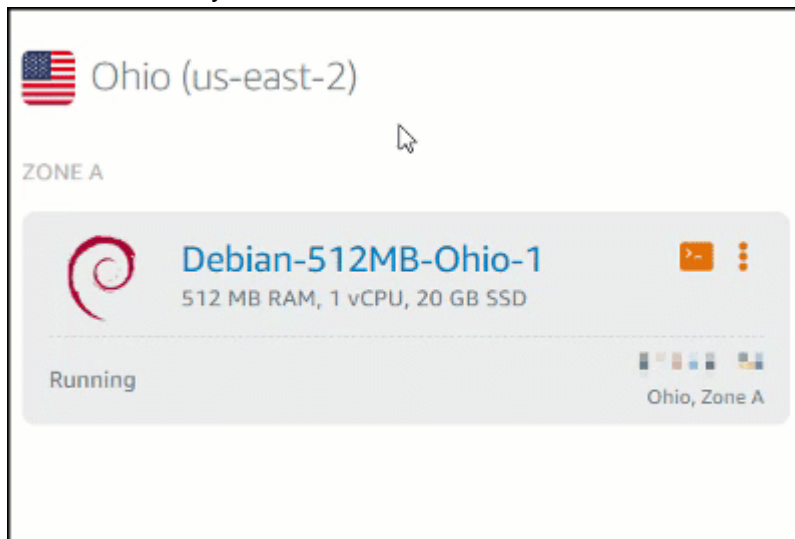 Ohio (us-east-2)
ZONE A
Debian-512MB-Ohio-1
512 MB RAM, 1 vCPU, 20 GB SSD
Running
Ohio, Zone A